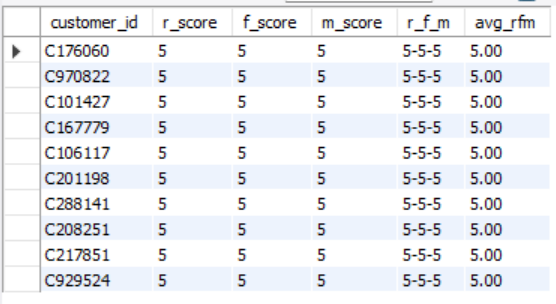 customer_id r_score f_score m_score r_f_m avg_rfm
C176060 5 5 5 5-5-5 5.00
C970822 5 5 5 5-5-5 5.00
C101427 5 5 5 5-5-5 5.00
C167779 5 5 5 5-5-5 5.00
C106117 5 5 5 5-5-5 5.00
C201198 5 5 5 5-5-5 5.00
C288141 5 5 5 5-5-5 5.00
C208251 5 5 5 5-5-5 5.00
C217851 5 5 5 5-5-5 5.00
C929524 5 5 5 5-5-5 5.00